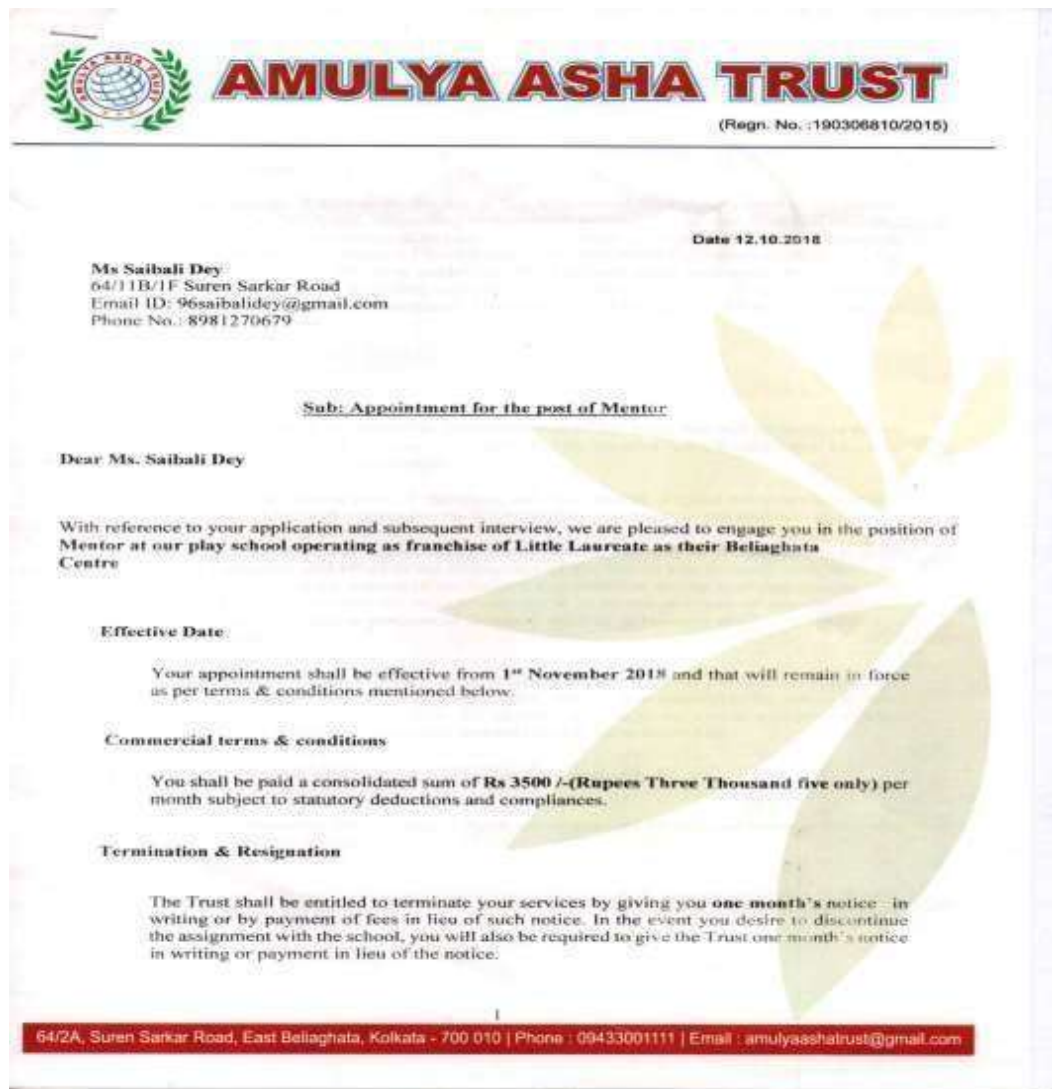 AMULYA ASHA TRUST
AMULYA ASHA TRUST
(Regn. No. :190306810/2015)
Date 12.10.2018
Ms Saibali Dey
64/11B/1F Suren Sarkar Road
Email ID: 96saibalidey@gmail.com
Phone No.: 8981270679
Sub: Appointment for the post of Mentor
Dear Ms. Saibali Dey
With reference to your application and subsequent interview, we are pleased to engage you in the position of
Mentor at our play school operating as franchise of Little Laureate as their Beliaghata
Centre
Effective Date
Your appointment shall be effective from 1st November 2018 and that will remain in force
as per terms & conditions mentioned below.
Commercial terms & conditions
You shall be paid a consolidated sum of Rs 3500 /-(Rupees Three Thousand five only) per
month subject to statutory deductions and compliances.
Termination & Resignation
The Trust shall be entitled to terminate your services by giving you one month's notice in
writing or by payment of fees in lieu of such notice. In the event you desire to discontinue
the assignment with the school, you will also be required to give the Trust one month's notice
in writing or payment in lieu of the notice.
1
64/2A, Suren Sarkar Road, East Beliaghata, Kolkata - 700 010 | Phone : 09433001111 | Email : amulyaashatrust@gmail.com